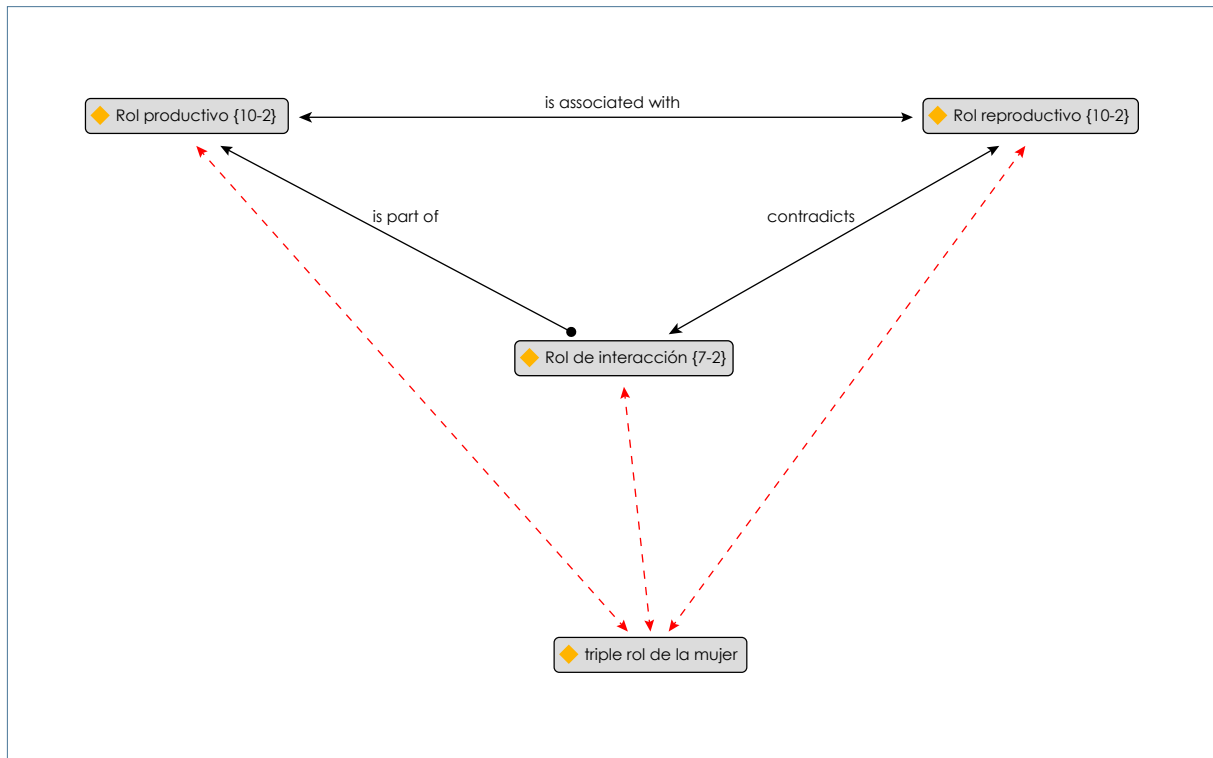 is associated with
Rol productivo {10-2}
Rol reproductivo {10-2}
is part of
contradicts
Rol de interacción {7-2}
triple rol de la mujer